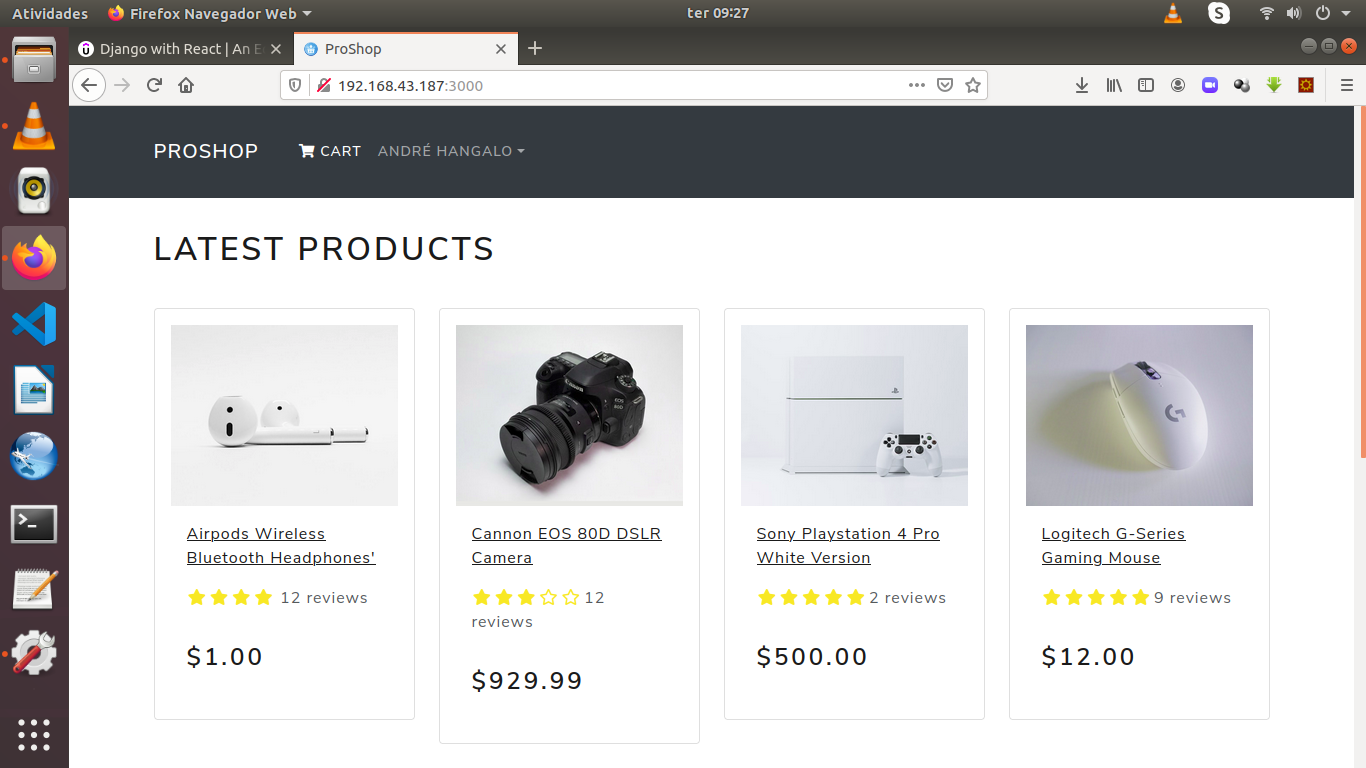 Atividades Firefox Navegador Web ter 09:27
Django with React | An E ProShop
192.168.43.187:3000
PROSHOP CART ANDRÉ HANGALO
LATEST PRODUCTS
Canon
EOS
80D
Airpods Wireless
Bluetooth Headphones'
12 reviews
$1.00
Cannon EOS 80D DSLR
Camera
12
reviews
$929.99
Sony Playstation 4 Pro
White Version
2 reviews
$500.00
Logitech G-Series
Gaming Mouse
9 reviews
$12.00